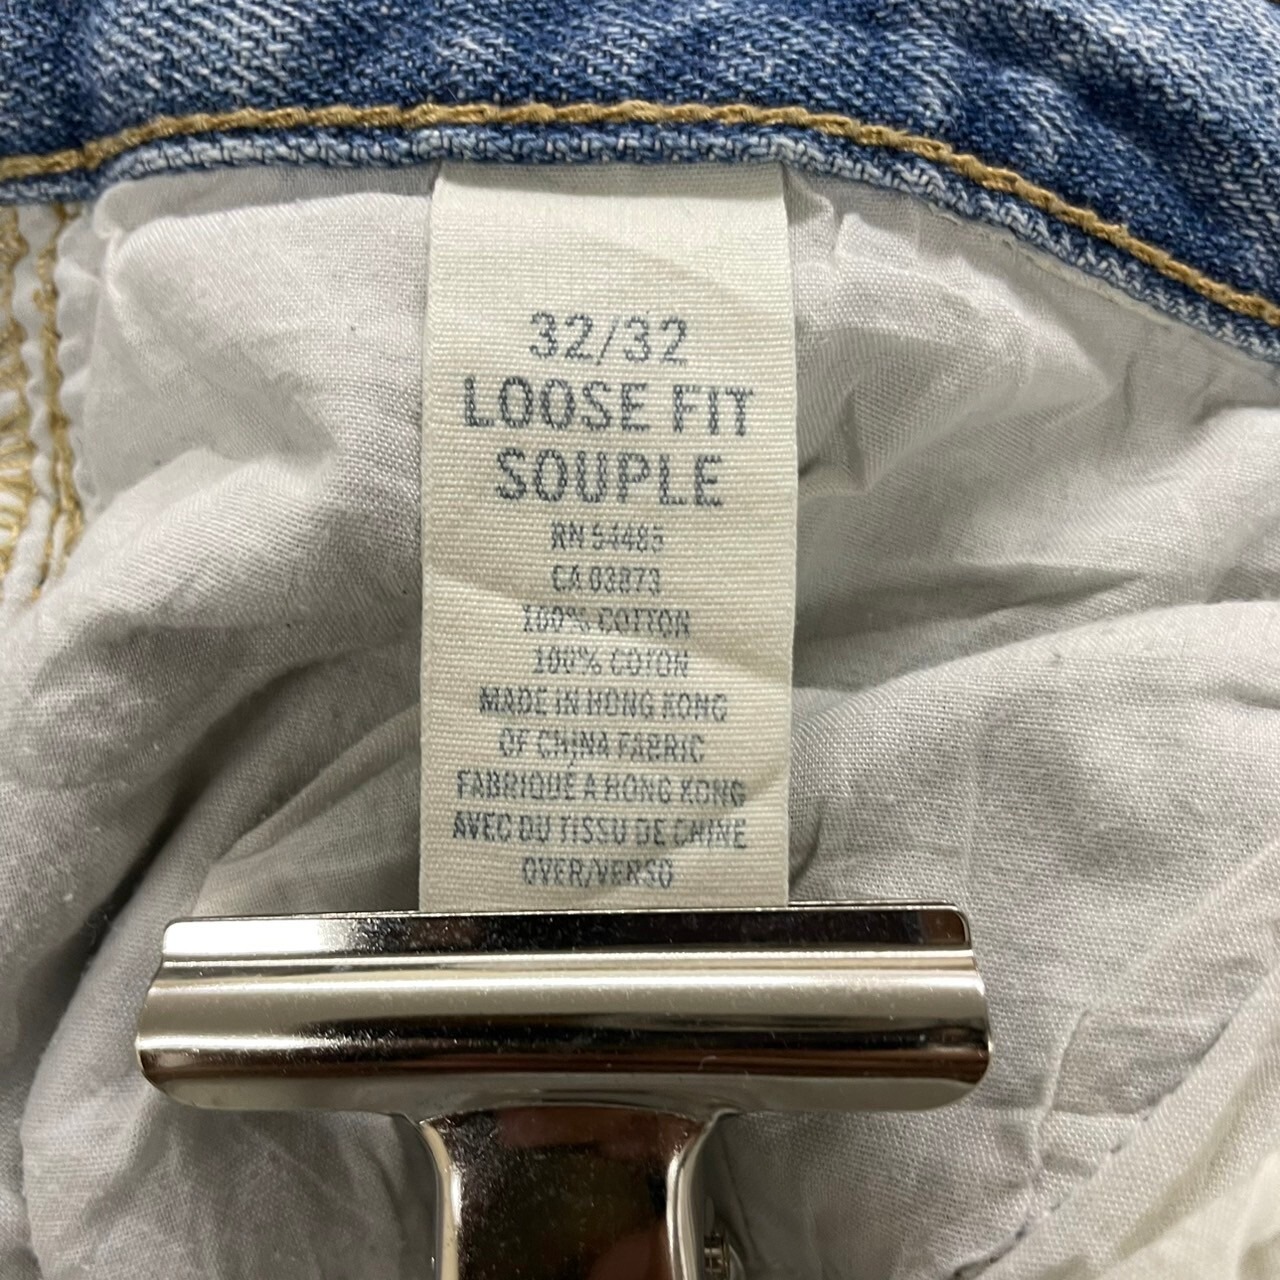 32/32
LOOSE FIT
SOUPLE
RN 54485
CA 03873
100% COTTON
100% COTON
MADE IN HONG KONG
OF CHINA FABRIC
FABRIQUÉ A HONG KONG
AVEC DU TISSU DE CHINE
OVER/VERSO